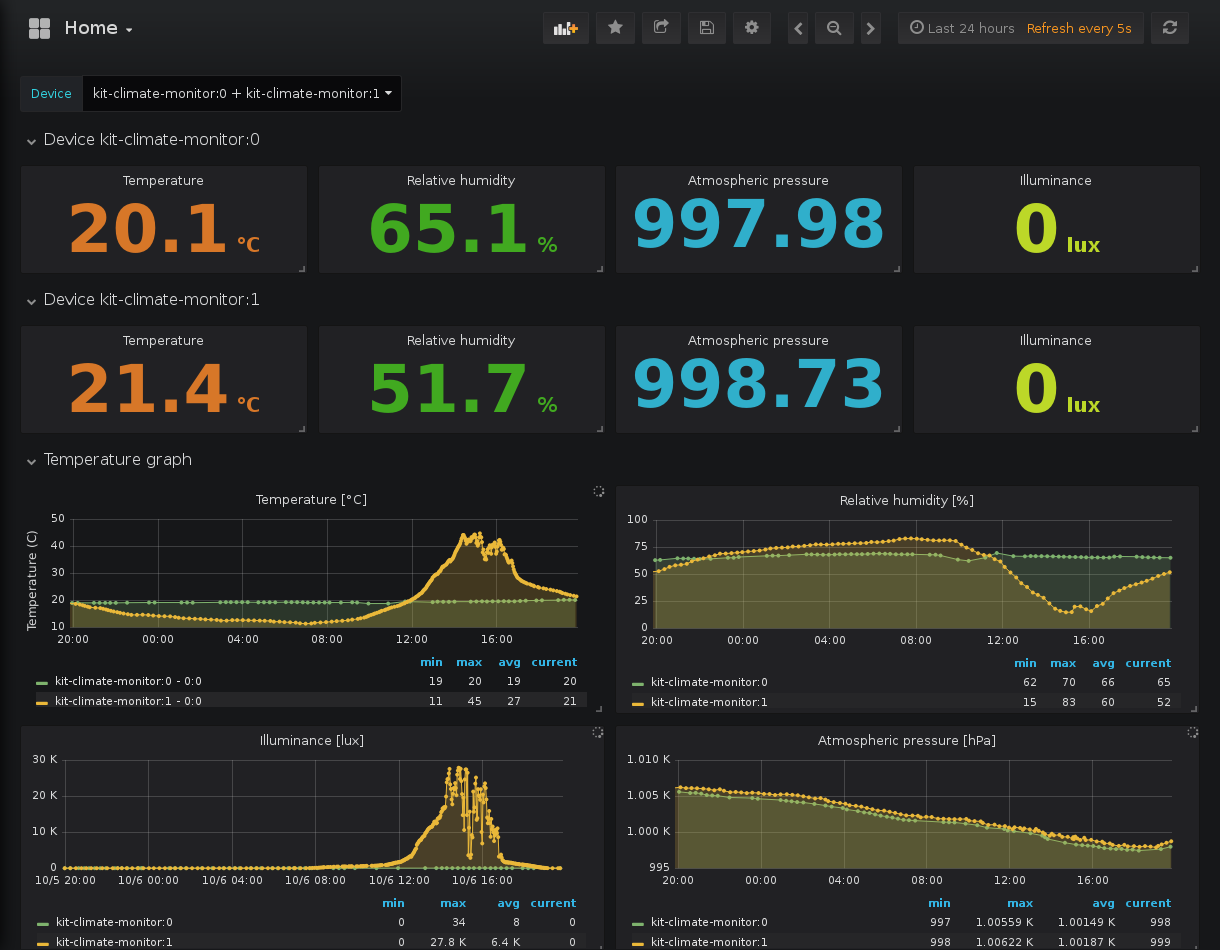 Home
Last 24 hours Refresh every 5s
Device kit-climate-monitor:0 + kit-climate-monitor:1
Device kit-climate-monitor:0
Temperature Relative humidity Atmospheric pressure Illuminance
20.1 °C 65.1 % 997.98 0 lux
Device kit-climate-monitor:1
Temperature Relative humidity Atmospheric pressure Illuminance
21.4 °C 51.7 % 998.73 0 lux
Temperature graph
Temperature [°C]
Temperature (C)
50
40
30
20
10
20:00 00:00 04:00 08:00 12:00 16:00
min max avg current
kit-climate-monitor:0 - 0:0 19 20 19 20
kit-climate-monitor:1 - 0:0 11 45 27 21
Relative humidity [%]
100
75
50
25
0
20:00 00:00 04:00 08:00 12:00 16:00
min max avg current
kit-climate-monitor:0 62 70 66 65
kit-climate-monitor:1 15 83 60 52
Illuminance [lux]
30 K
20 K
10 K
0
10/5 20:00 10/6 00:00 10/6 04:00 10/6 08:00 10/6 12:00 10/6 16:00
min max avg current
kit-climate-monitor:0 0 34 8 0
kit-climate-monitor:1 0 27.8 K 6.4 K 0
Atmospheric pressure [hPa]
1.010 K
1.005 K
1.000 K
995
20:00 00:00 04:00 08:00 12:00 16:00
min max avg current
kit-climate-monitor:0 997 1.00559 K 1.00149 K 998
kit-climate-monitor:1 998 1.00622 K 1.00187 K 999